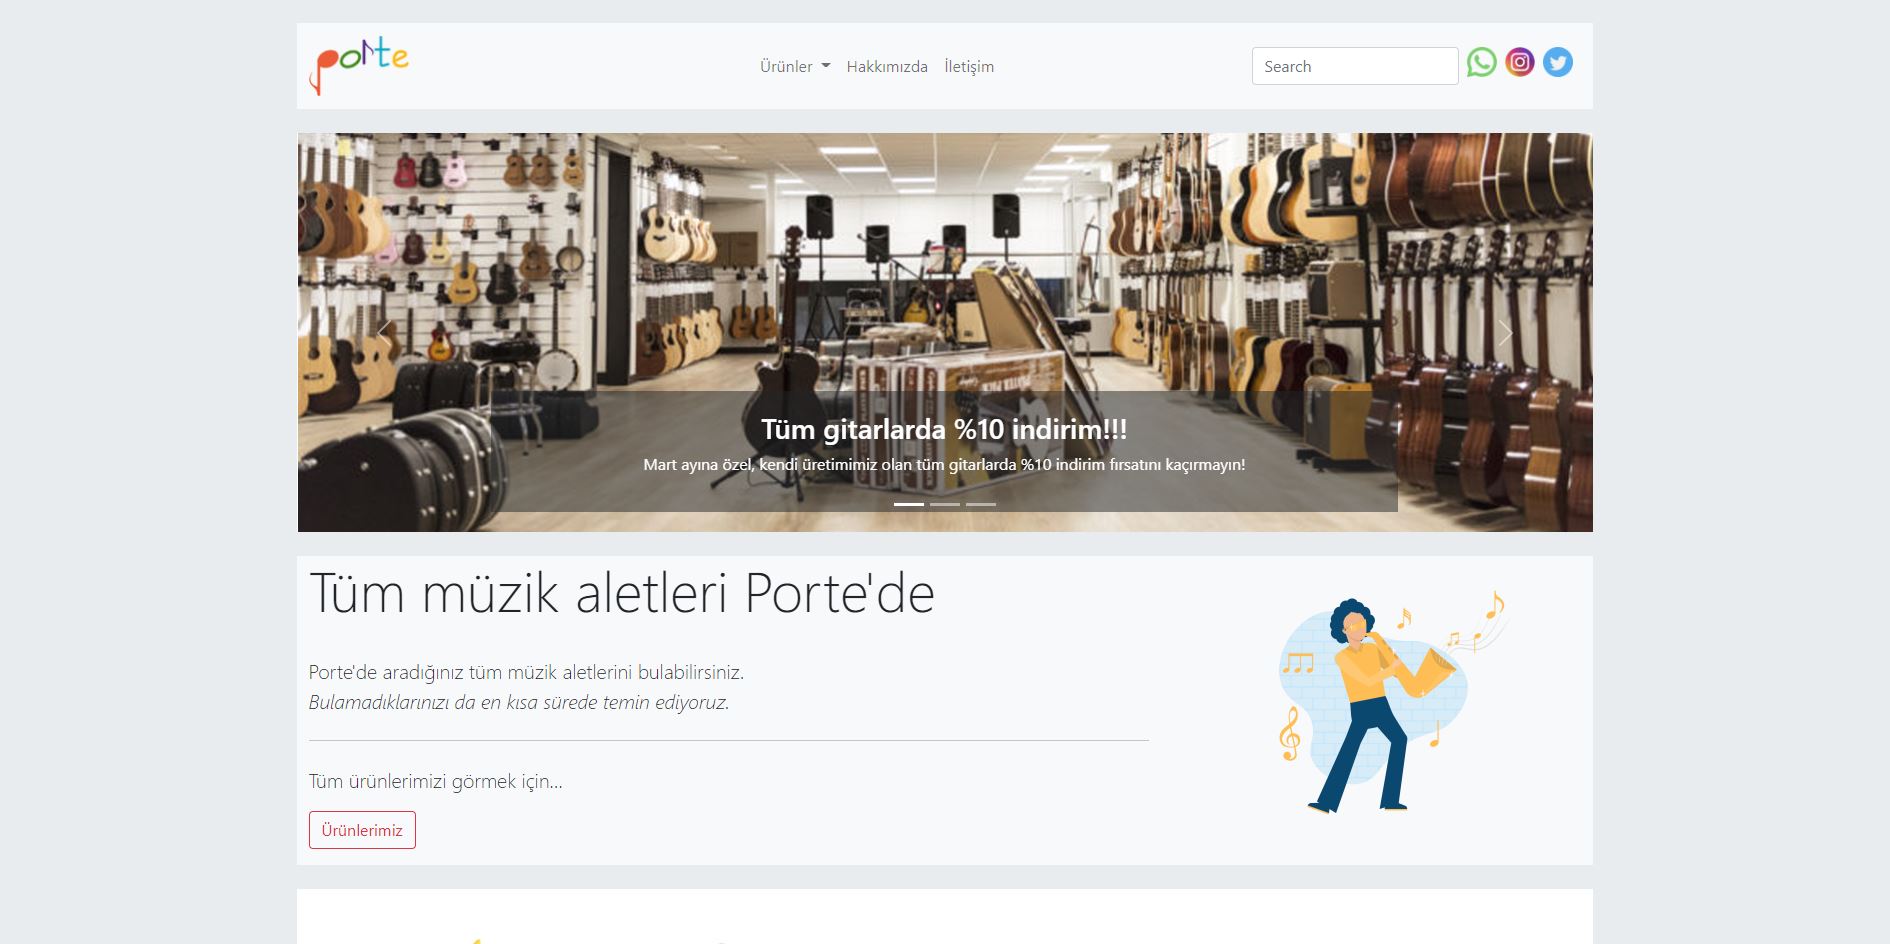 porte
Ürünler
Hakkımızda
İletişim
Search
Tüm gitarlarda %10 indirim!!!
Mart ayına özel, kendi üretimimiz olan tüm gitarlarda %10 indirim fırsatını kaçırmayın!
Tüm müzik aletleri Porte'de
Porte'de aradığınız tüm müzik aletlerini bulabilirsiniz.
Bulamadıklarınızı da en kısa sürede temin ediyoruz.
Tüm ürünlerimizi görmek için...
Ürünlerimiz